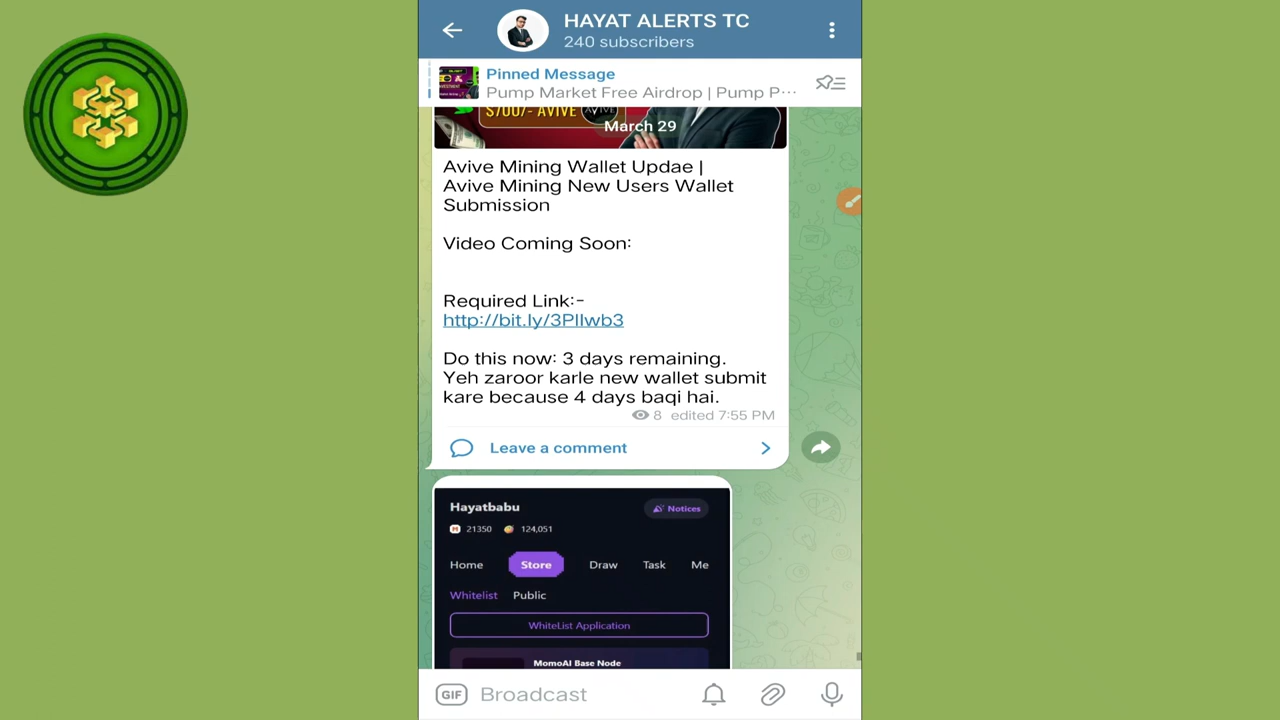 HAYAT ALERTS TC
240 subscribers
Pinned Message
Pump Market Free Airdrop | Pump P···
$700/- AVIVE
AVIVE
March 29
Avive Mining Wallet Updae |
Avive Mining New Users Wallet
Submission
Video Coming Soon:
Required Link:-
http://bit.ly/3PlIwb3
Do this now: 3 days remaining.
Yeh zaroor karle new wallet submit
kare because 4 days baqi hai.
8 edited 7:55 PM
Leave a comment
Hayatbabu
Notices
21350 124,051
Home Store Draw Task Me
Whitelist Public
WhiteList Application
MomoAI Base Node
GIF Broadcast